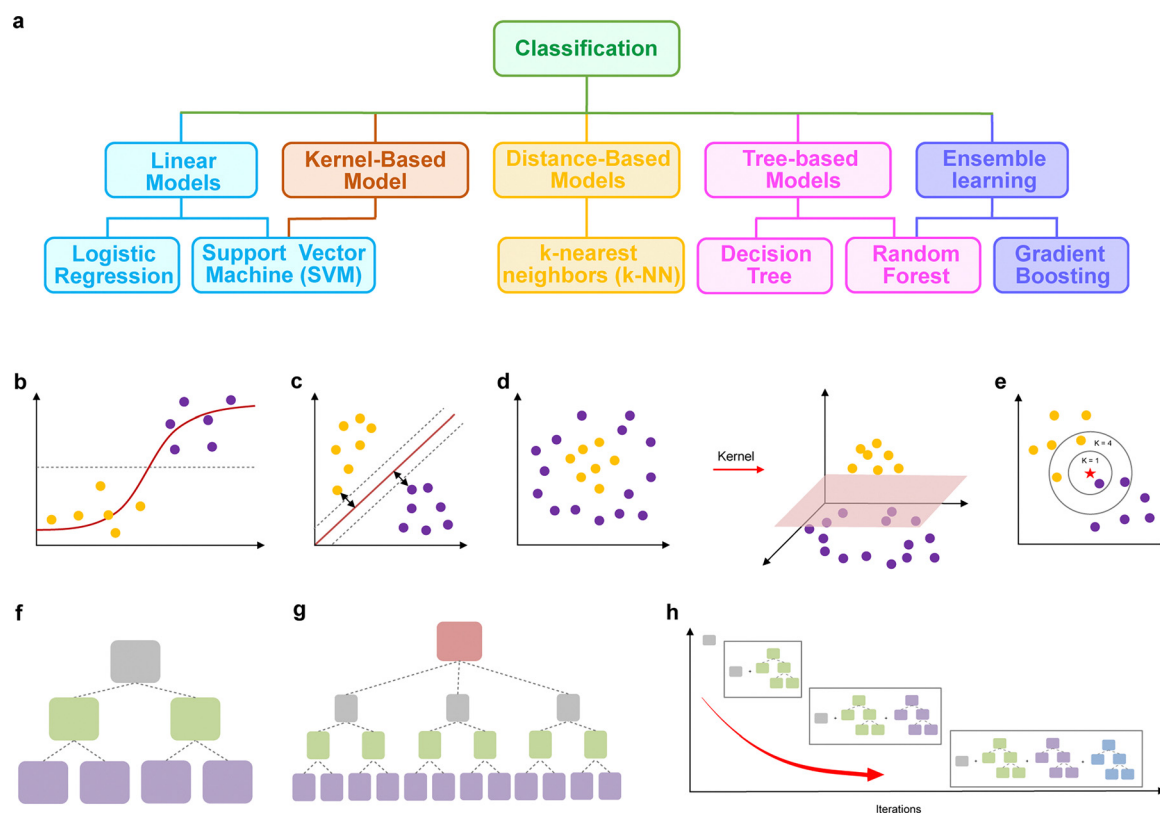 a
Classification
Linear
Models
Kernel-Based
Model
Distance-Based
Models
Tree-based
Models
Ensemble
learning
Logistic
Regression
Support Vector
Machine (SVM)
k-nearest
neighbors (k-NN)
Decision
Tree
Random
Forest
Gradient
Boosting
b
c
d
Kernel
e
K = 4
K = 1
f
g
h
Iterations